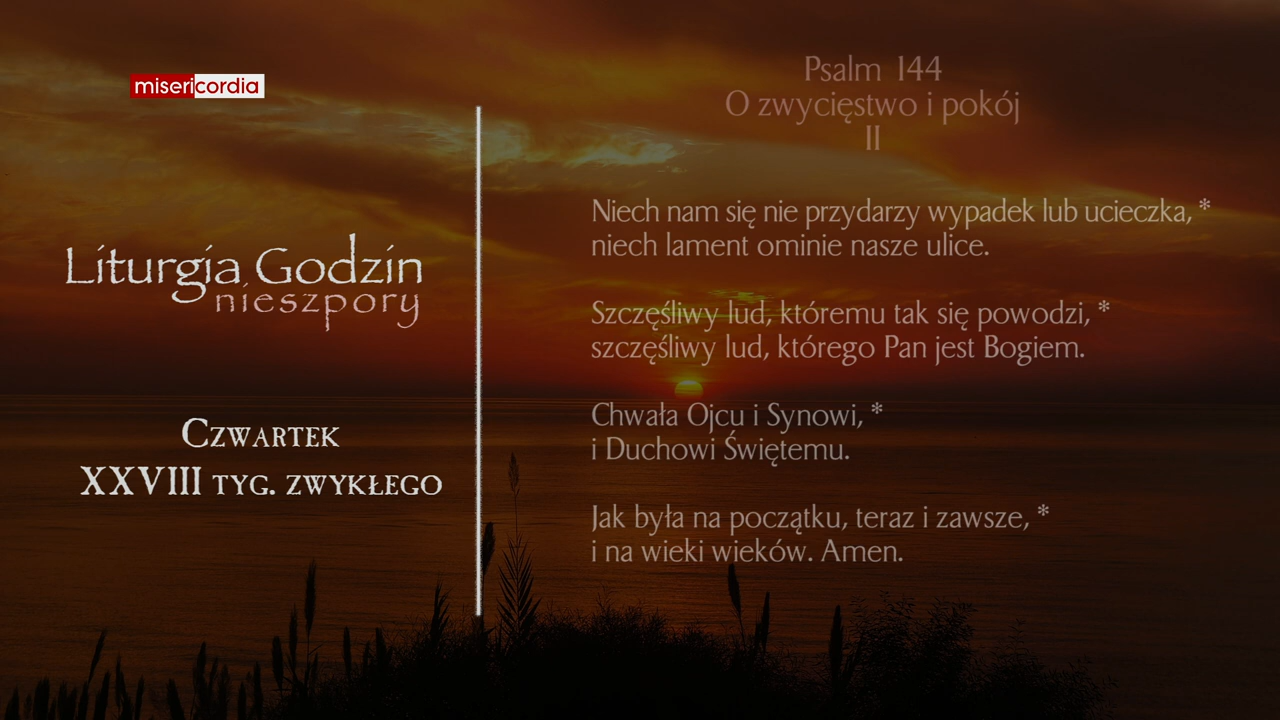 misericordia
Liturgia Godzin
nieszpory
Czwartek
XXVIII tyg. zwykłego
Psalm 144
O zwycięstwo i pokój
II
Niech nam się nie przydarzy wypadek lub ucieczka, *
niech lament ominie nasze ulice.
Szczęśliwy lud, któremu tak się powodzi, *
szczęśliwy lud, którego Pan jest Bogiem.
Chwała Ojcu i Synowi, *
i Duchowi Świętemu.
Jak była na początku, teraz i zawsze, *
i na wieki wieków. Amen.